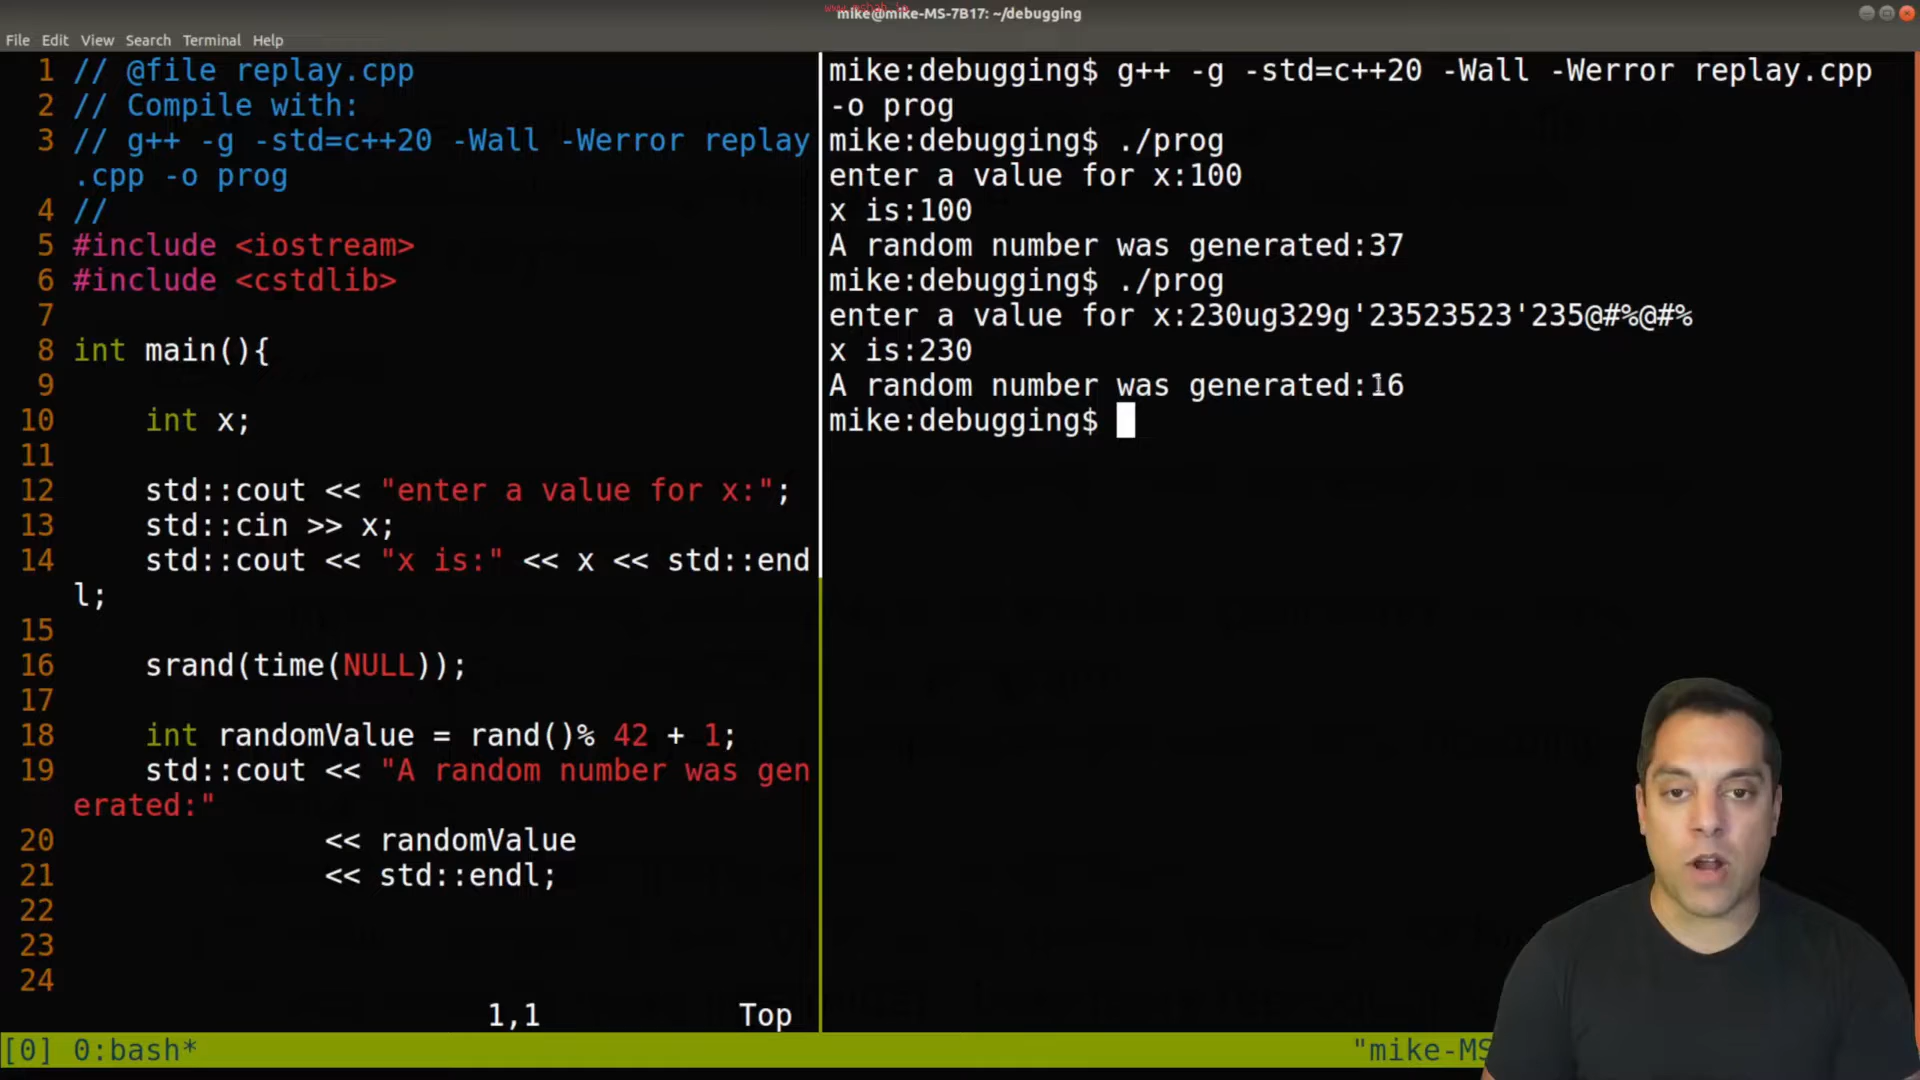 www.mshah.io
mike@mike-MS-7B17: ~/debugging
File Edit View Search Terminal Help
1 // @file replay.cpp
2 // Compile with:
3 // g++ -g -std=c++20 -Wall -Werror replay
.cpp -o prog
4 //
5 #include <iostream>
6 #include <cstdlib>
7
8 int main(){
9
10 int x;
11
12 std::cout << "enter a value for x:";
13 std::cin >> x;
14 std::cout << "x is:" << x << std::end
l;
15
16 srand(time(NULL));
17
18 int randomValue = rand()% 42 + 1;
19 std::cout << "A random number was gen
erated:"
20 << randomValue
21 << std::endl;
22
23
24
1,1 Top
mike:debugging$ g++ -g -std=c++20 -Wall -Werror replay.cpp
-o prog
mike:debugging$ ./prog
enter a value for x:100
x is:100
A random number was generated:37
mike:debugging$ ./prog
enter a value for x:230ug329g'23523523'235@#%@#%
x is:230
A random number was generated:16
mike:debugging$
[0] 0:bash* "mike-MS